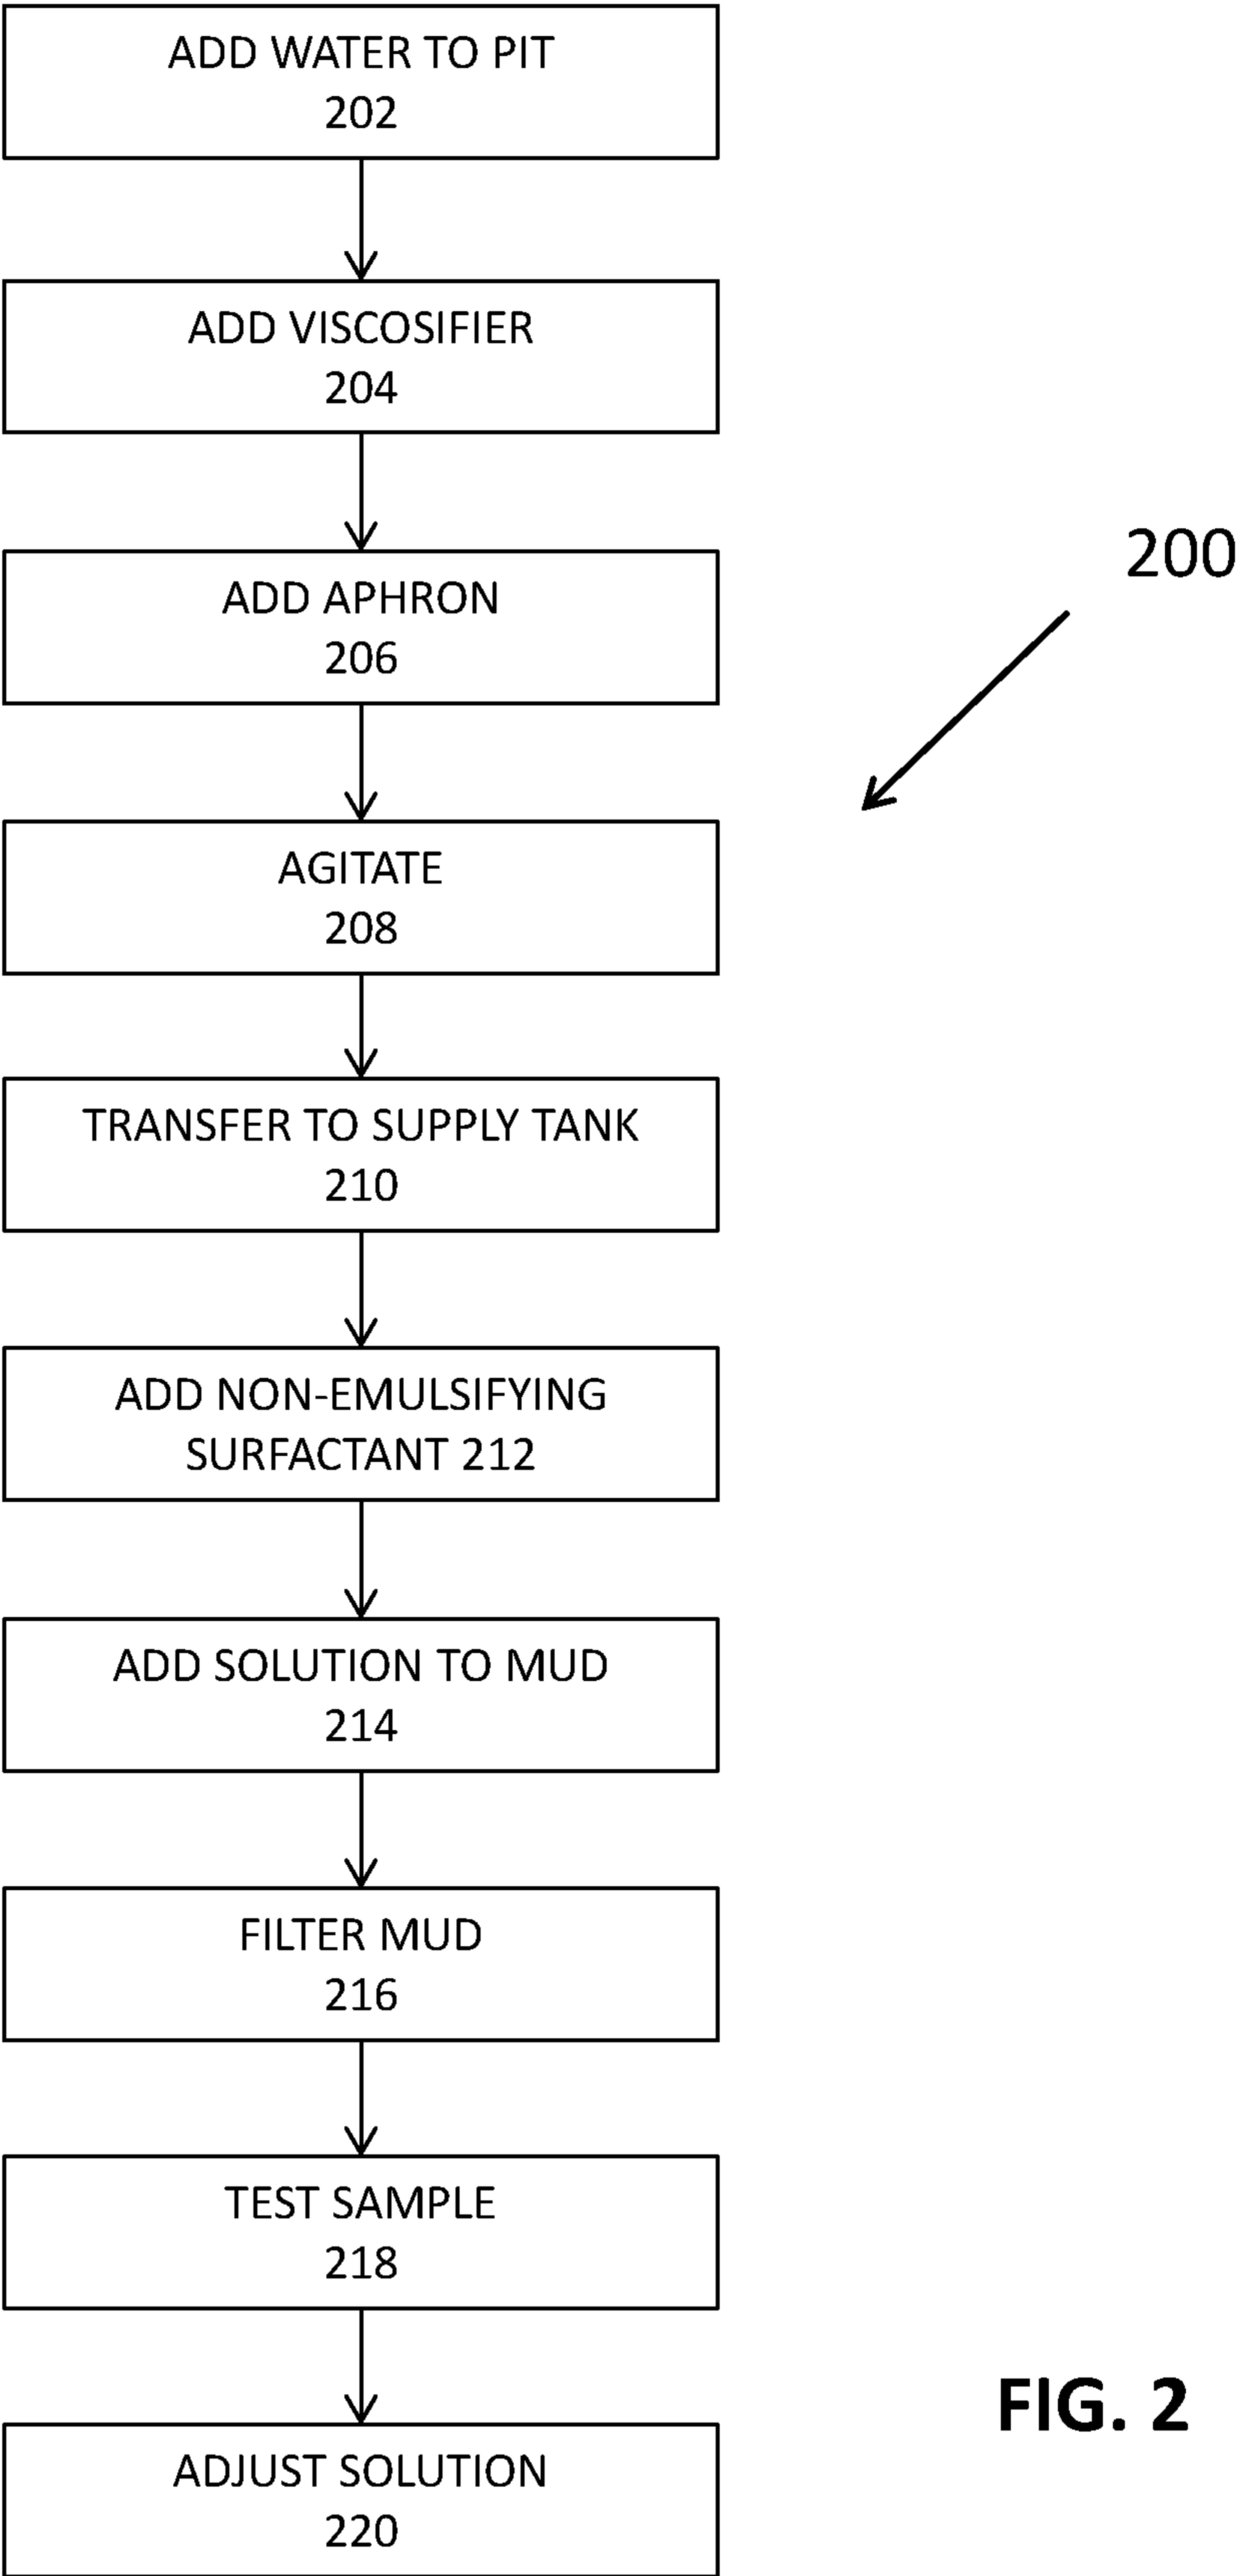 ADD WATER TO PIT
202
ADD VISCOSIFIER
204
200
ADD APHRON
206
AGITATE
208
TRANSFER TO SUPPLY TANK
210
ADD NON-EMULSIFYING
SURFACTANT 212
ADD SOLUTION TO MUD
214
FILTER MUD
216
TEST SAMPLE
218
FIG. 2
ADJUST SOLUTION
220